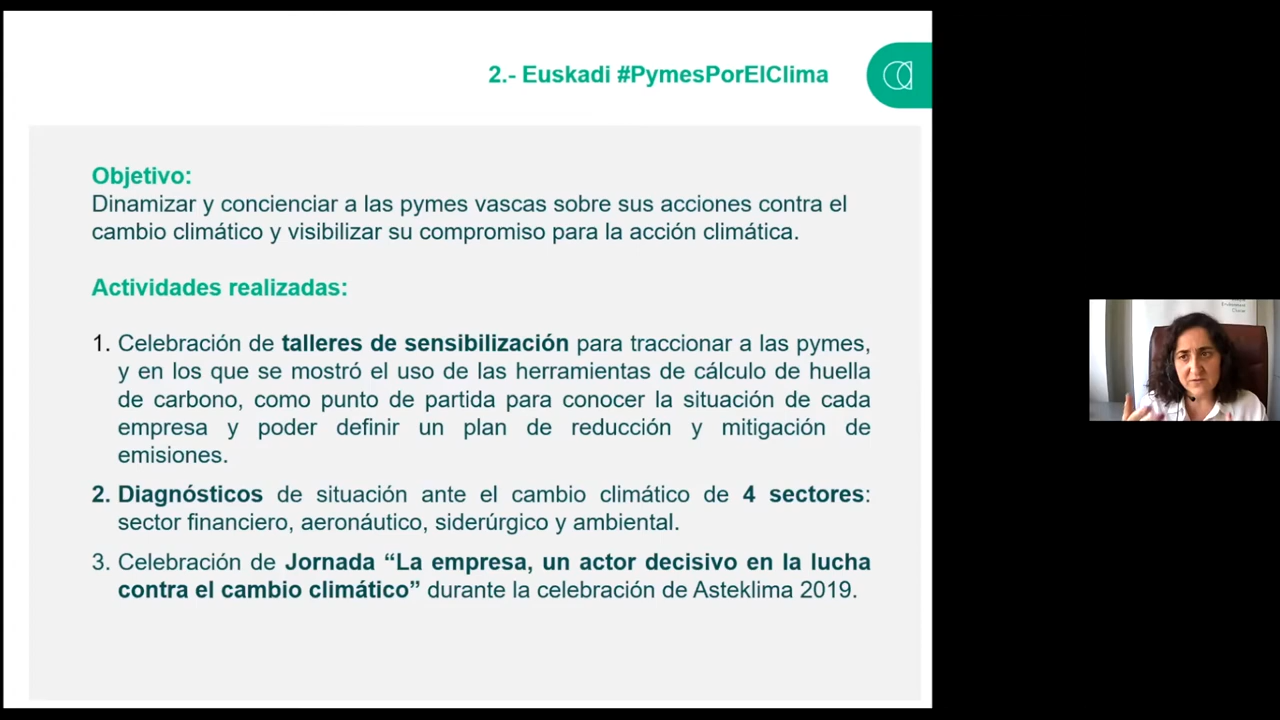 2.- Euskadi #PymesPorElClima
Objetivo:
Dinamizar y concienciar a las pymes vascas sobre sus acciones contra el
cambio climático y visibilizar su compromiso para la acción climática.
Actividades realizadas:
1. Celebración de talleres de sensibilización para traccionar a las pymes,
y en los que se mostró el uso de las herramientas de cálculo de huella
de carbono, como punto de partida para conocer la situación de cada
empresa y poder definir un plan de reducción y mitigación de
emisiones.
2. Diagnósticos de situación ante el cambio climático de 4 sectores:
sector financiero, aeronáutico, siderúrgico y ambiental.
3. Celebración de Jornada “La empresa, un actor decisivo en la lucha
contra el cambio climático” durante la celebración de Asteklima 2019.